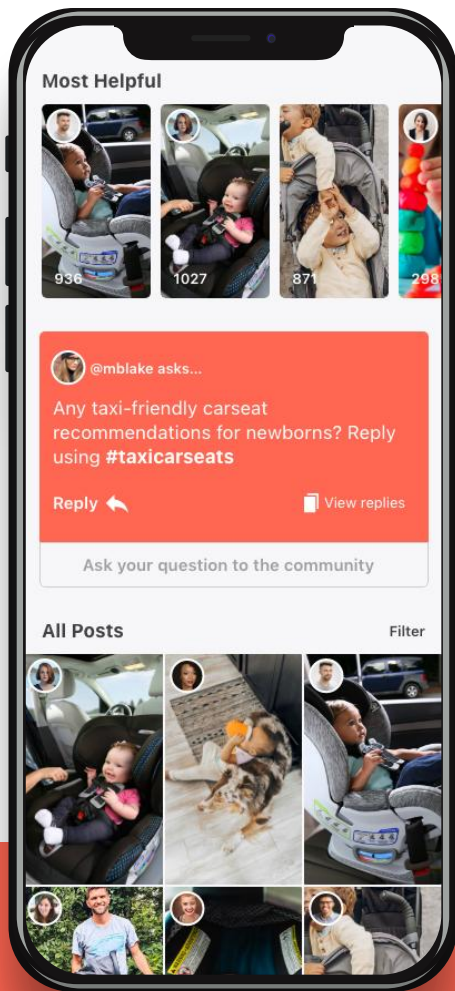 Most Helpful
936
1027
871
298
@mblake asks...
Any taxi-friendly carseat
recommendations for newborns? Reply
using #taxicarseats
Reply
View replies
Ask your question to the community
All Posts
Filter